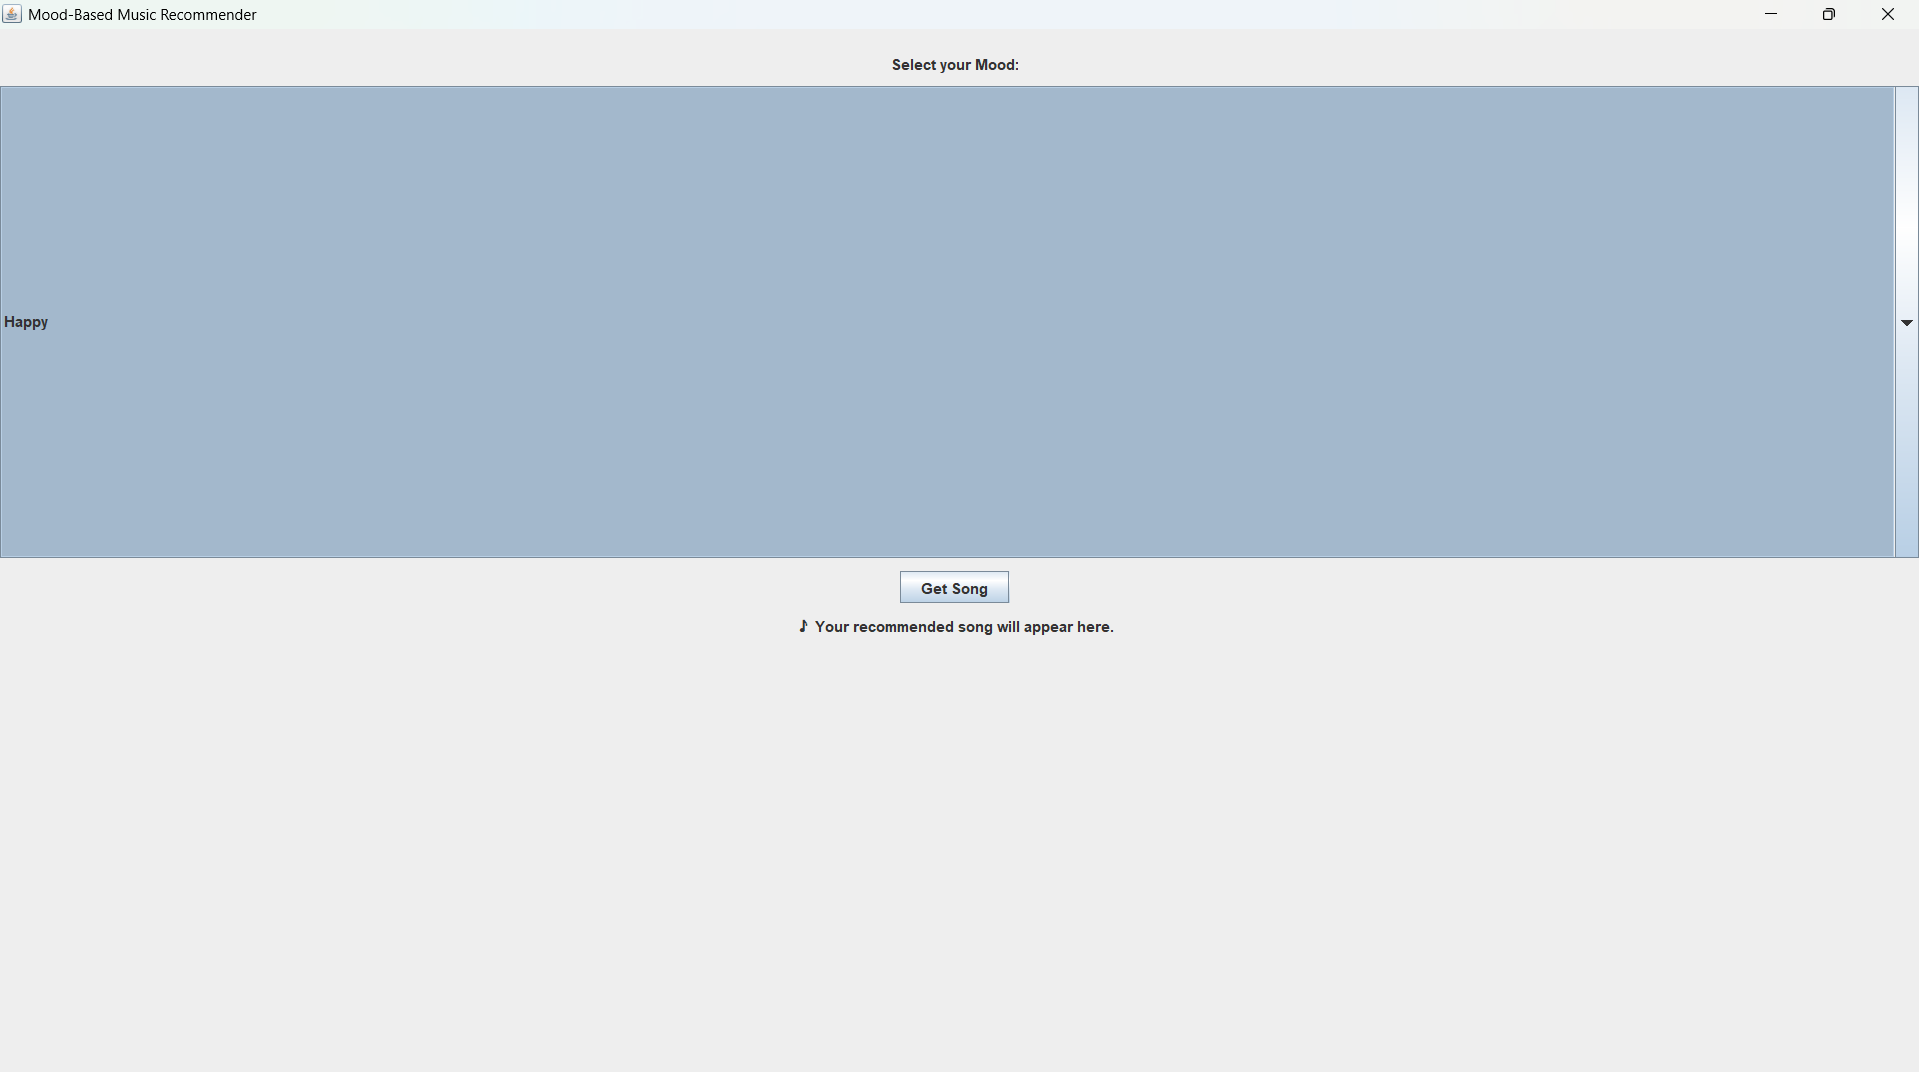 Mood-Based Music Recommender
Select your Mood:
Happy
Get Song
♪ Your recommended song will appear here.